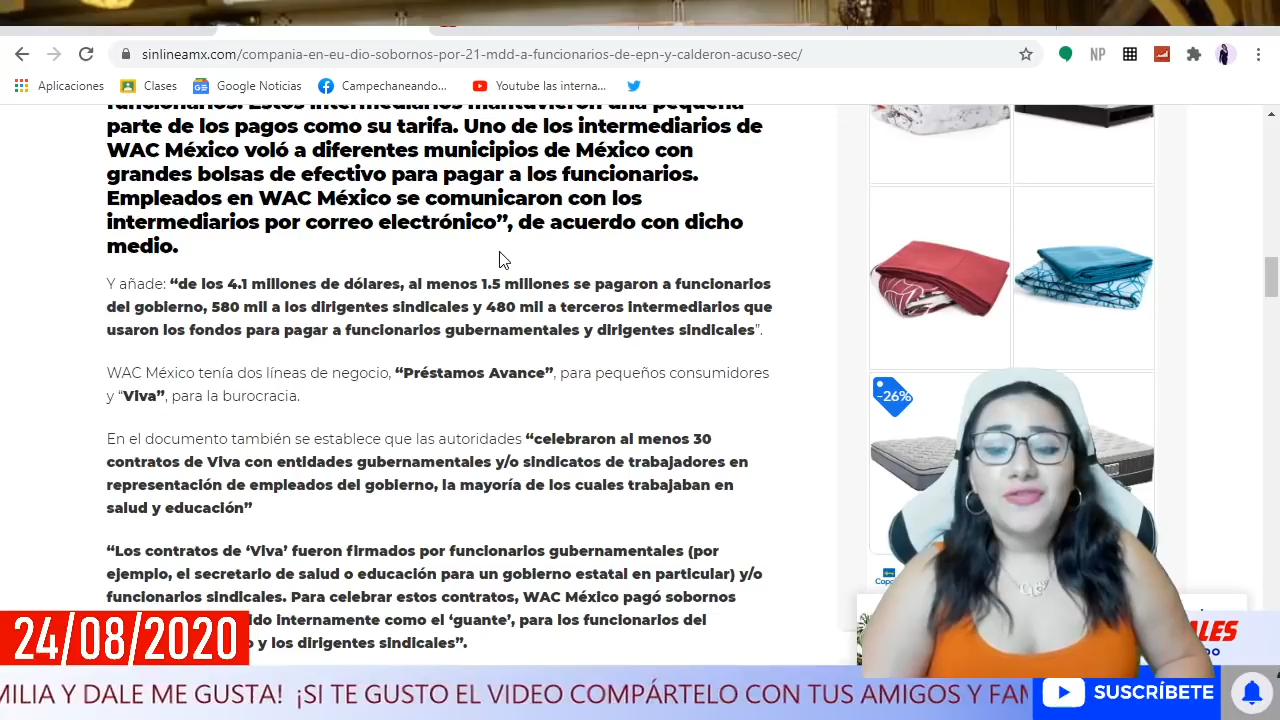 sinlineamx.com/compania-en-eu-dio-sobornos-por-21-mdd-a-funcionarios-de-epn-y-calderon-acuso-sec/
NP
Aplicaciones
Clases
Google Noticias
Campechaneando...
Youtube las interna...
funcionarios. Estos intermediarios mantuvieron una pequeña
parte de los pagos como su tarifa. Uno de los intermediarios de
WAC México voló a diferentes municipios de México con
grandes bolsas de efectivo para pagar a los funcionarios.
Empleados en WAC México se comunicaron con los
intermediarios por correo electrónico”, de acuerdo con dicho
medio.
Y añade: “de los 4.1 millones de dólares, al menos 1.5 millones se pagaron a funcionarios
del gobierno, 580 mil a los dirigentes sindicales y 480 mil a terceros intermediarios que
usaron los fondos para pagar a funcionarios gubernamentales y dirigentes sindicales”.
WAC México tenía dos líneas de negocio, “Préstamos Avance”, para pequeños consumidores
y “Viva”, para la burocracia.
En el documento también se establece que las autoridades “celebraron al menos 30
contratos de Viva con entidades gubernamentales y/o sindicatos de trabajadores en
representación de empleados del gobierno, la mayoría de los cuales trabajaban en
salud y educación”
“Los contratos de ‘Viva’ fueron firmados por funcionarios gubernamentales (por
ejemplo, el secretario de salud o educación para un gobierno estatal en particular) y/o
funcionarios sindicales. Para celebrar estos contratos, WAC México pagó sobornos
internamente como el ‘guante’, para los funcionarios del
y los dirigentes sindicales”.
-26%
24/08/2020
MILIA Y DALE ME GUSTA! ¡SI TE GUSTO EL VIDEO COMPÁRTELO CON TUS AMIGOS Y FAM
SUSCRÍBETE